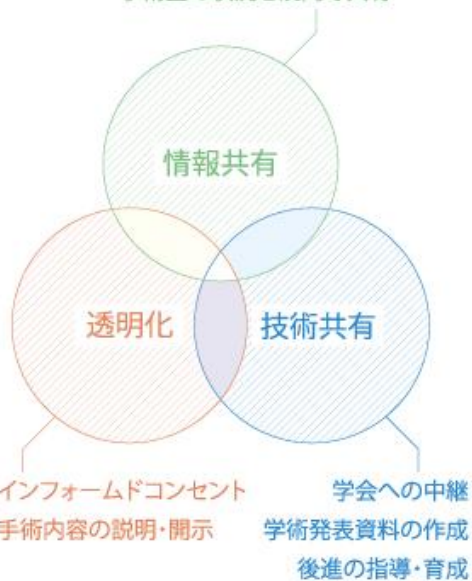 情報共有
透明化
技術共有
インフォームドコンセント
手術内容の説明・開示
学会への中継
学術発表資料の作成
後進の指導・育成